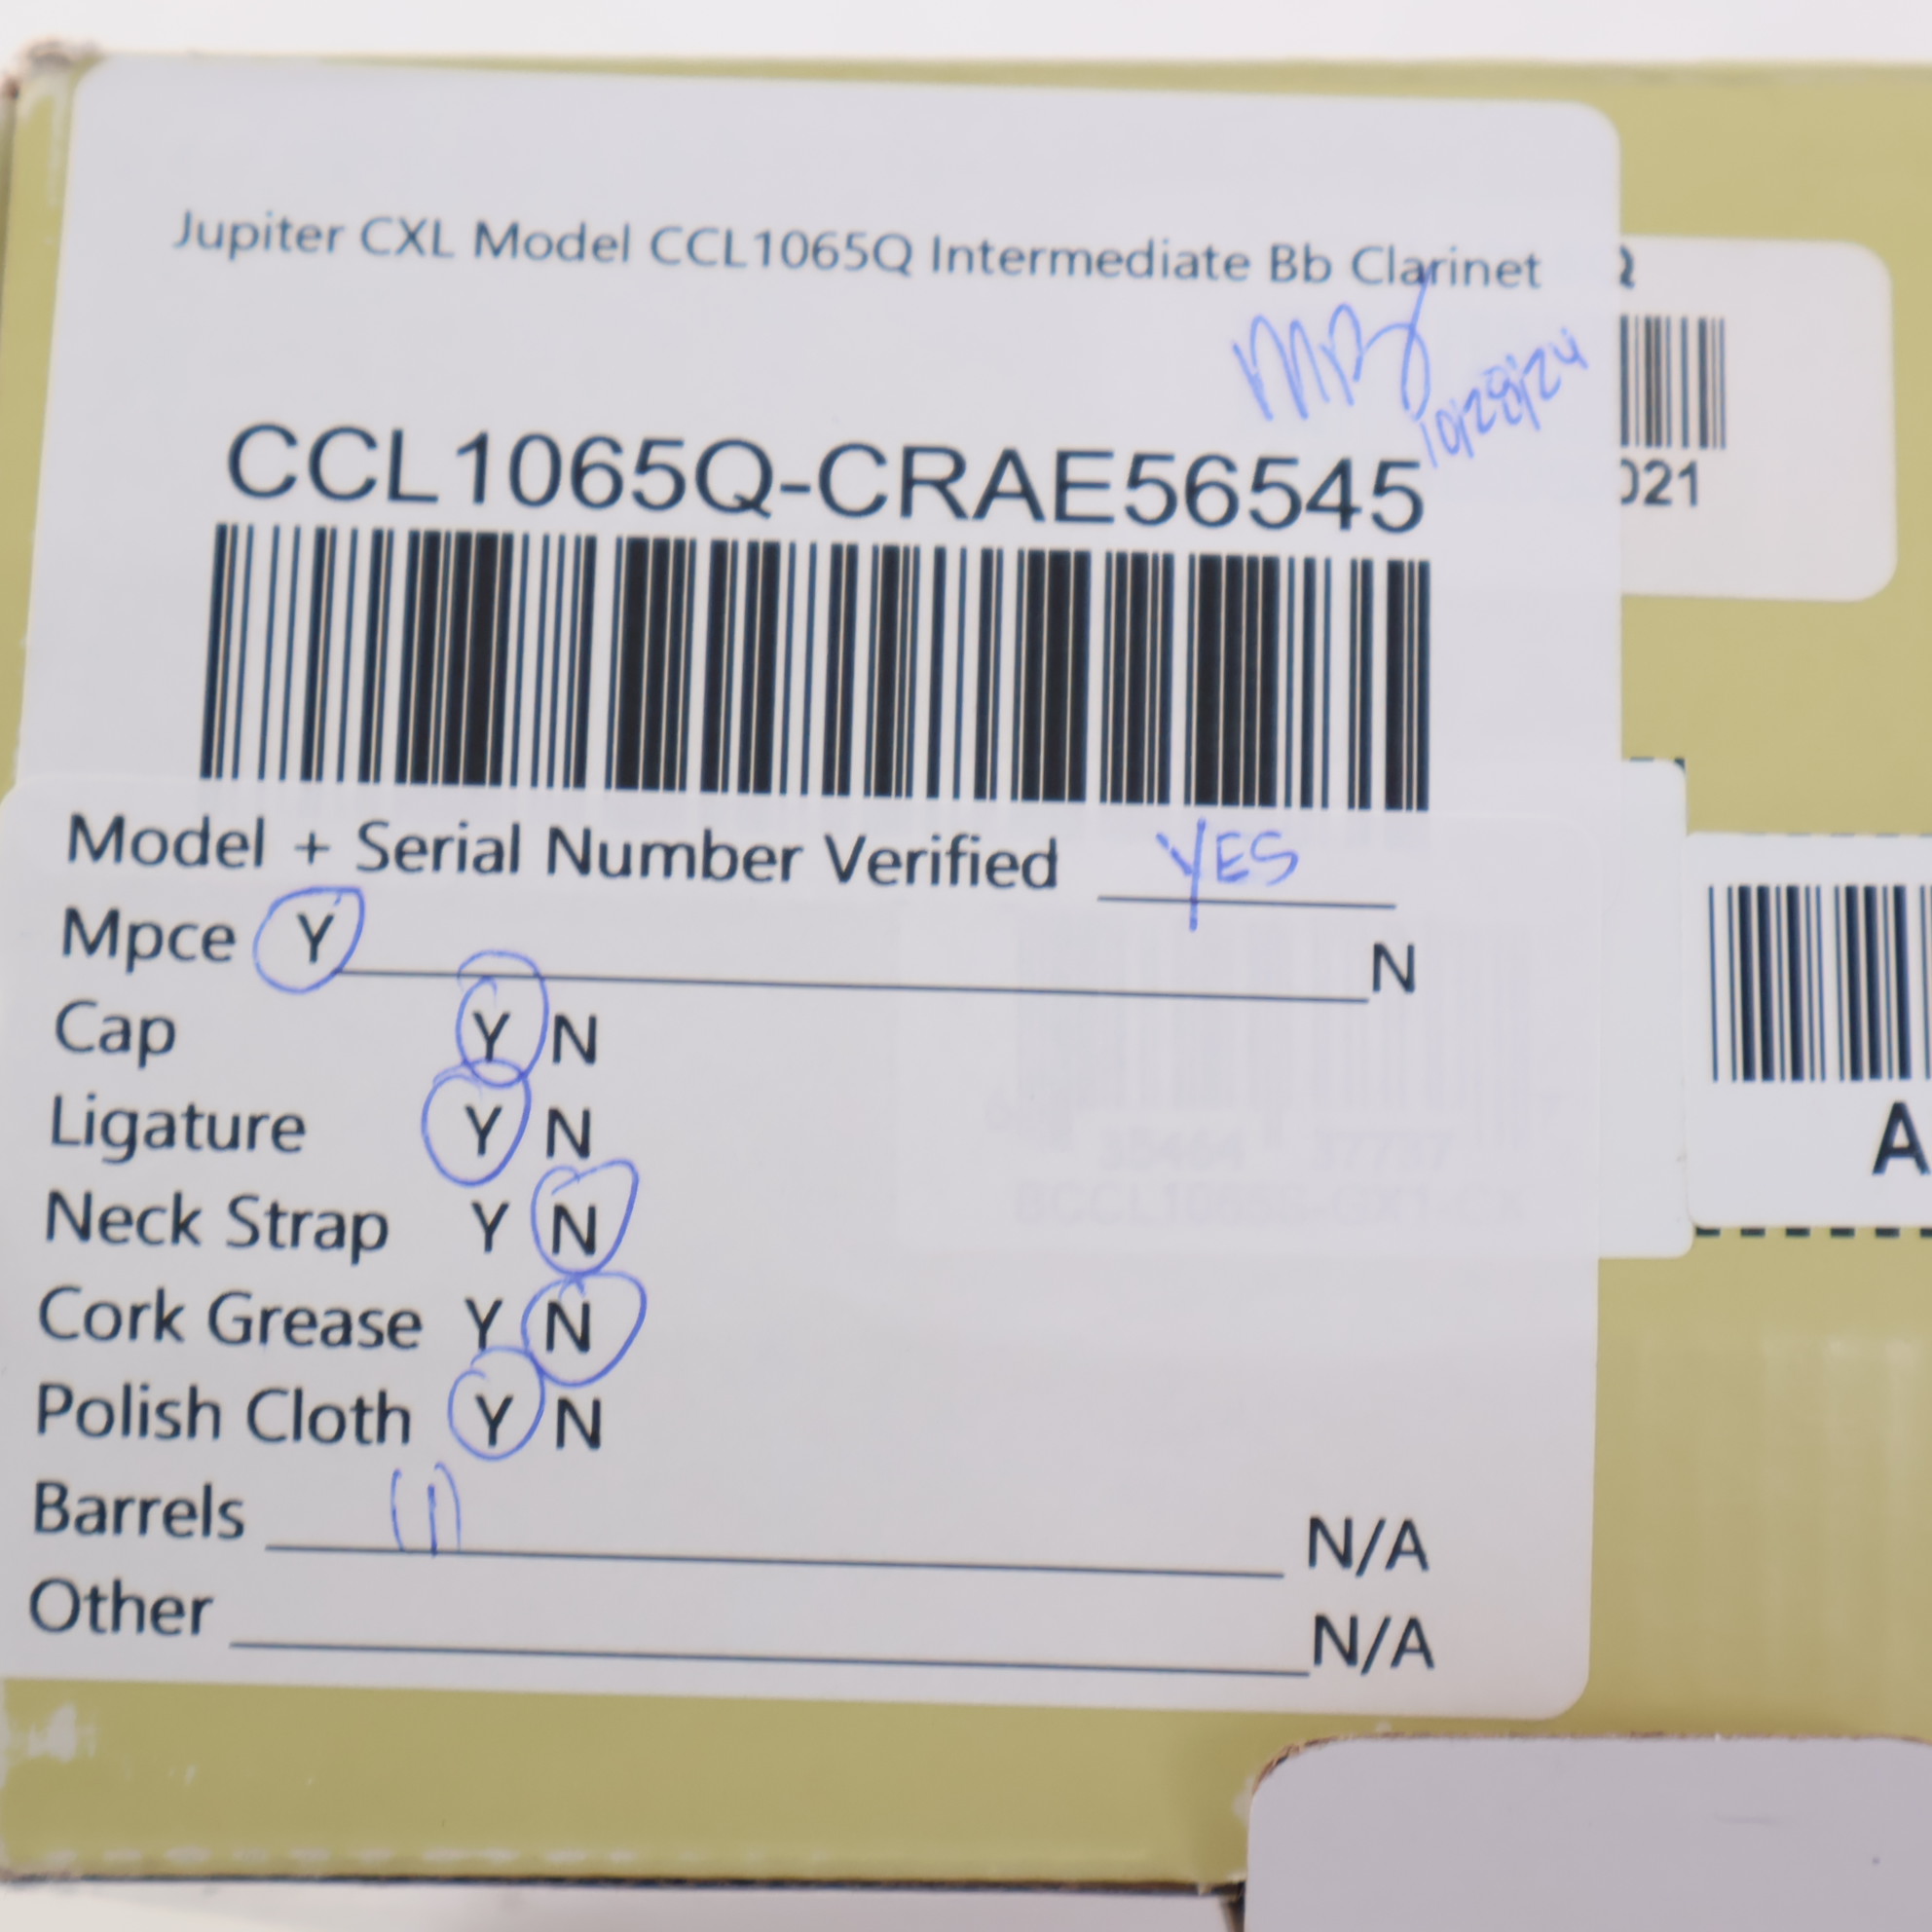 Jupiter CXL Model CCL1065Q Intermediate Bb Clarinet
10/28/24
CCL1065Q-CRAE56545
021
Model + Serial Number Verified YES
Mpce Y N
Cap Y N
Ligature Y N
Neck Strap Y N
Cork Grease Y N
Polish Cloth Y N
Barrels (1) N/A
Other N/A
A